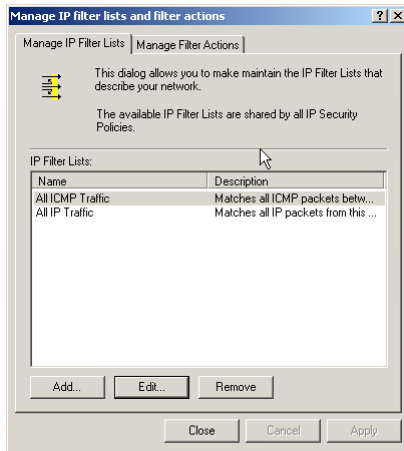 Manage IP filter lists and filter actions
Manage IP Filter Lists Manage Filter Actions
This dialog allows you to make maintain the IP Filter Lists that
describe your network.
The available IP Filter Lists are shared by all IP Security
Policies.
IP Filter Lists:
Name Description
All ICMP Traffic Matches all ICMP packets betw...
All IP Traffic Matches all IP packets from this ...
Add... Edit... Remove
Close Cancel Apply